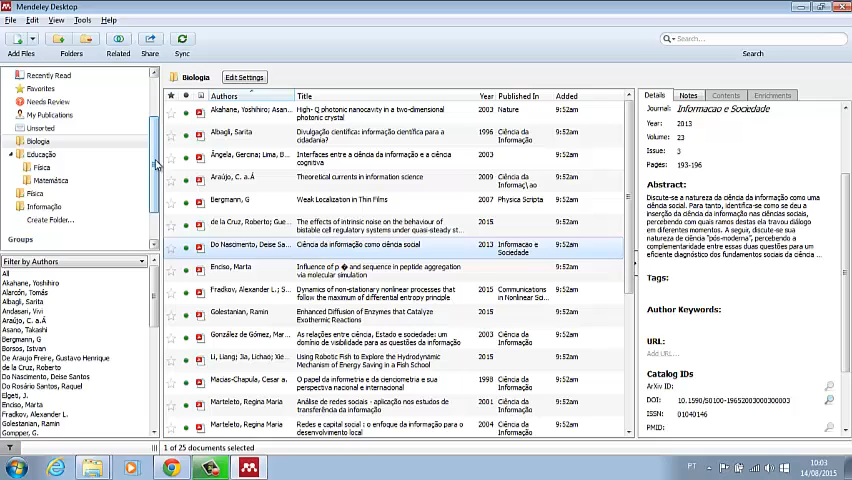 Mendeley Desktop
File Edit View Tools Help
Add Files Folders Related Share Sync
Search...
Search
Recently Read
Favorites
Needs Review
My Publications
Unsorted
Biologia
Educação
Física
Matemática
Física
Informação
Create Folder...
Groups
Filter by Authors
All
Akahane, Yoshihiro
Alarcón, Tomás
Albagli, Sarita
Andasari, Vivi
Araújo, C. a.Á
Asano, Takashi
Bergmann, G
Borsos, Istvan
De Araujo Freire, Gustavo Henrique
de la Cruz, Roberto
Do Nascimento, Deise Sa...
Do Rosário Santos, Raquel
Elgeti, J.
Enciso, Marta
Fradkov, Alexander L.
Golestanian, Ramin
Gompper, G.
Biologia Edit Settings
Authors Title Year Published In Added
Akahane, Yoshihiro; Asan... High- Q photonic nanocavity in a two-dimensional photonic crystal 2003 Nature 9:52am
Albagli, Sarita Divulgação científica: informação científica para a cidadania? 1996 Ciência da Informação 9:52am
Ângela, Gercina; Lima, B... Interfaces entre a ciência da informação e a ciência 2003 9:52am
Araújo, C. a.Á Theoretical currents in information science 2009 Ciência da Informaç\ao 9:52am
Bergmann, G Weak Localization in Thin Films 2007 Physica Scripta 9:52am
de la Cruz, Roberto; Gue... The effects of intrinsic noise on the behaviour of bistable cell regulatory systems under quasi-steady st... 2015 9:52am
Do Nascimento, Deise Sa... Ciência da informação como ciência social 2013 Informacao e Sociedade 9:52am
Enciso, Marta Influence of p � and sequence in peptide aggregation via molecular simulation 9:52am
Fradkov, Alexander L.; S... Dynamics of non-stationary nonlinear processes that follow the maximum of differential entropy principle 2015 Communications in Nonlinear Sci... 9:52am
Golestanian, Ramin Enhanced Diffusion of Enzymes that Catalyze Exothermic Reactions 2015 9:52am
González de Gómez, Mar... As relações entre ciência, Estado e sociedade: um domínio de visibilidade para as questões da informação 2003 Ciência da Informação 9:52am
Li, Liang; Jia, Lichao; Xie... Using Robotic Fish to Explore the Hydrodynamic Mechanism of Energy Saving in a Fish School 2015 9:52am
Macias-Chapula, Cesar a. O papel da informetria e da cienciometria e sua perspectiva nacional e internacional 1998 Ciência da Informação 9:52am
Marteleto, Regina Maria Análise de redes sociais - aplicação nos estudos de transferência da informação 2001 Ciência da Informação 9:52am
Marteleto, Regina Maria Redes e capital social : o enfoque da informação para o desenvolvimento local 2004 Ciência da Informação 9:52am
1 of 25 documents selected
Details Notes Contents Enrichments
Journal: Informacao e Sociedade
Year: 2013
Volume: 23
Issue: 3
Pages: 193-196
Abstract:
Discute-se a natureza da ciência da informação como uma
ciência social. Para tanto, identifica-se como se deu a
inserção da ciência da informação nas ciências sociais,
percebendo com quais ramos destas ela travou diálogo
em diferentes momentos. A seguir, discute-se sua
natureza de ciência "pós-moderna", percebendo a
complementaridade entre essas duas questões para um
eficiente diagnóstico dos fundamentos sociais da ciência
Tags:
Author Keywords:
URL:
Add URL...
Catalog IDs
ArXiv ID:
DOI: 10.1590/S0100-19652003000300003
ISSN: 01040146
PMID:
PT
10:03
14/08/2015